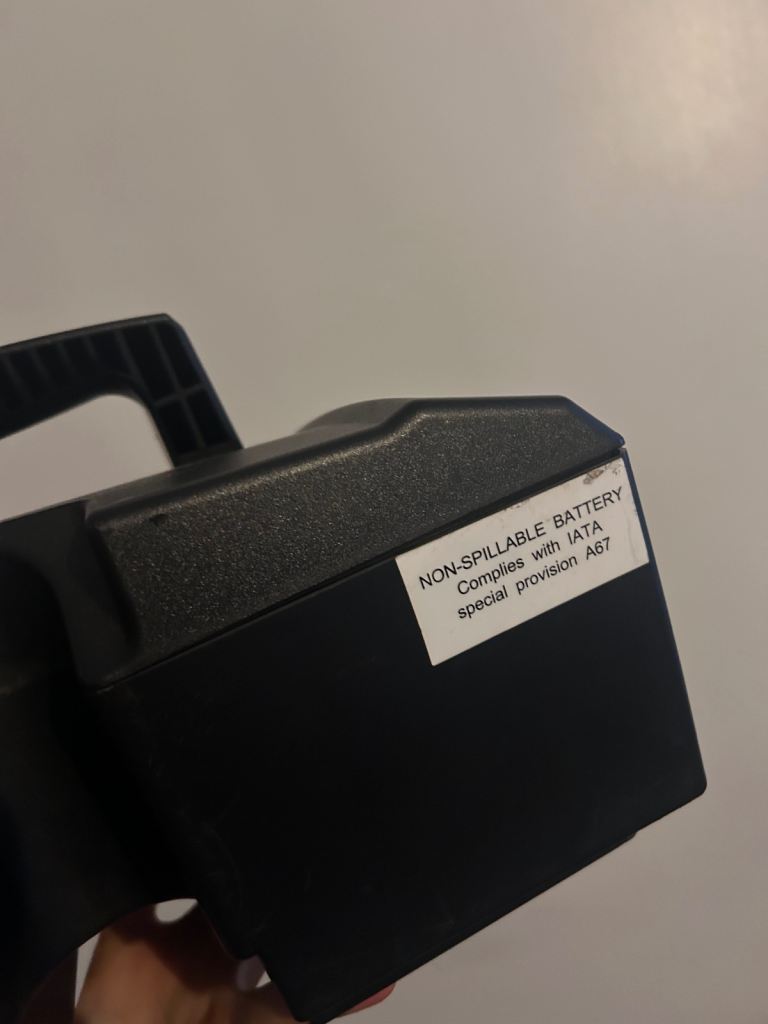 NON-SPILLABLE BATTERY
Complies with IATA
special provision A67